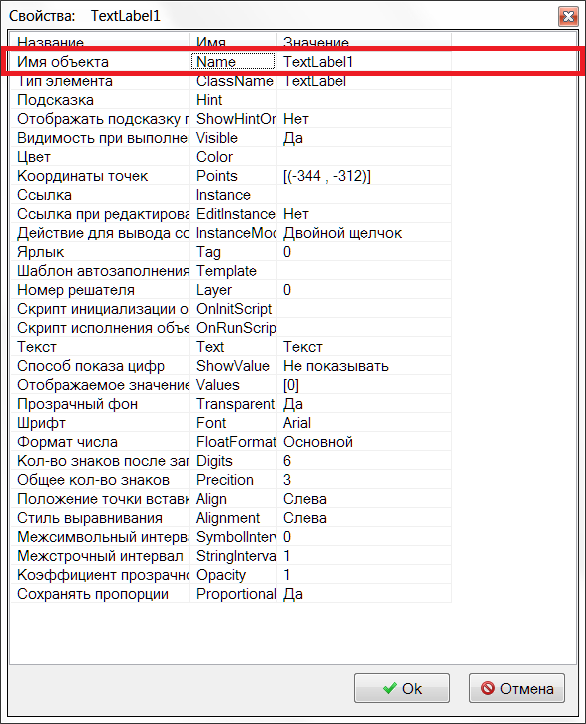 Свойства: TextLabel1
Название Имя Значение
Имя объекта Name TextLabel1
Тип элемента ClassName TextLabel
Подсказка Hint
Отображать подсказку п ShowHintOn Нет
Видимость при выполне Visible Да
Цвет Color
Координаты точек Points [(-344 , -312)]
Ссылка Instance
Ссылка при редактирова EditInstance Нет
Действие для вывода со InstanceMod Двойной щелчок
Ярлык Tag 0
Шаблон автозаполнения Template
Номер решателя Layer 0
Скрипт инициализации о OnInitScript
Скрипт исполнения объе OnRunScrip
Текст Text Текст
Способ показа цифр ShowValue Не показывать
Отображаемое значение Values [0]
Прозрачный фон Transparent Да
Шрифт Font Arial
Формат числа FloatFormat Основной
Кол-во знаков после зап Digits 6
Общее кол-во знаков Precition 3
Положение точки вставк Align Слева
Стиль выравнивания Alignment Слева
Межсимвольный интерва SymbolInterv 0
Межстрочный интервал StringInterva 1
Коэффициент прозрачно Opacity 1
Сохранять пропорции Proportional Да
Ok Отмена